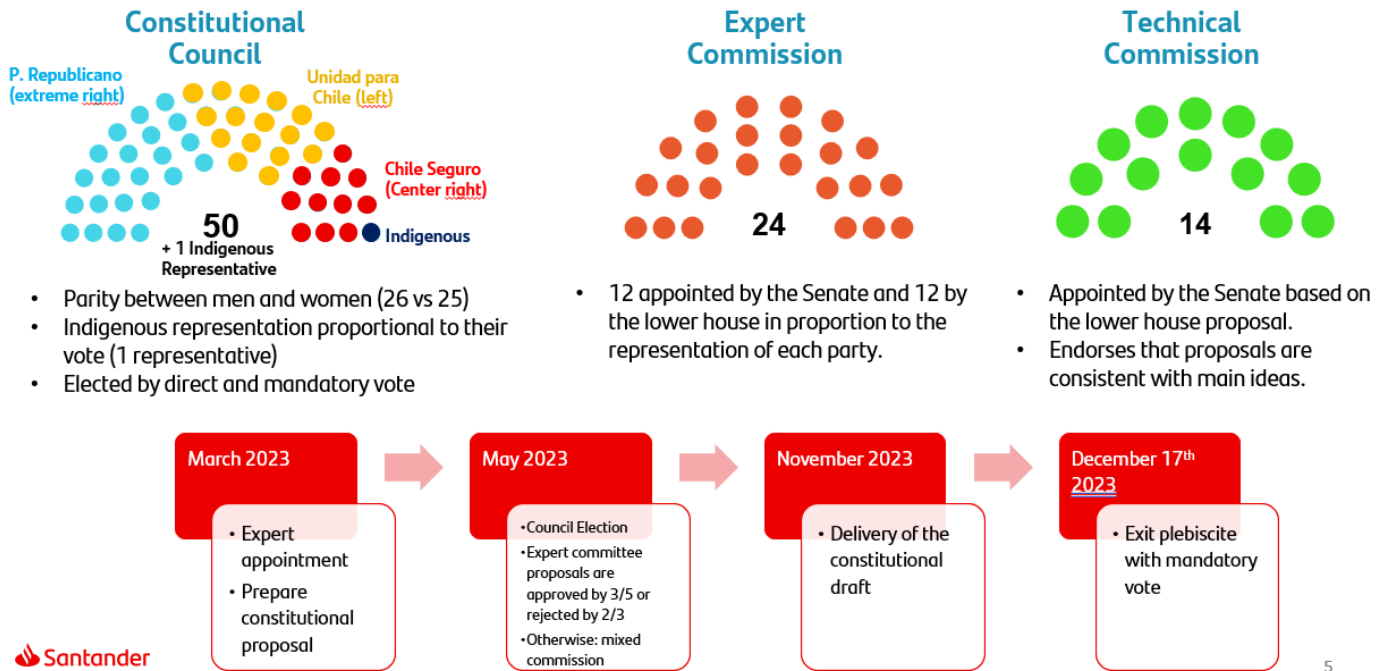 Constitutional
Council
P. Republicano
(extreme right)
Unidad para
Chile (left)
Chile Seguro
(Center right)
Indigenous
50
+ 1 Indigenous
Representative
• Parity between men and women (26 vs 25)
• Indigenous representation proportional to their
vote (1 representative)
• Elected by direct and mandatory vote
Expert
Commission
24
• 12 appointed by the Senate and 12 by
the lower house in proportion to the
representation of each party.
Technical
Commission
14
• Appointed by the Senate based on
the lower house proposal.
• Endorses that proposals are
consistent with main ideas.
March 2023
• Expert
appointment
• Prepare
constitutional
proposal
May 2023
•Council Election
•Expert committee
proposals are
approved by 3/5 or
rejected by 2/3
•Otherwise: mixed
commission
November 2023
• Delivery of the
constitutional
draft
December 17th
2023
• Exit plebiscite
with mandatory
vote
Santander
5